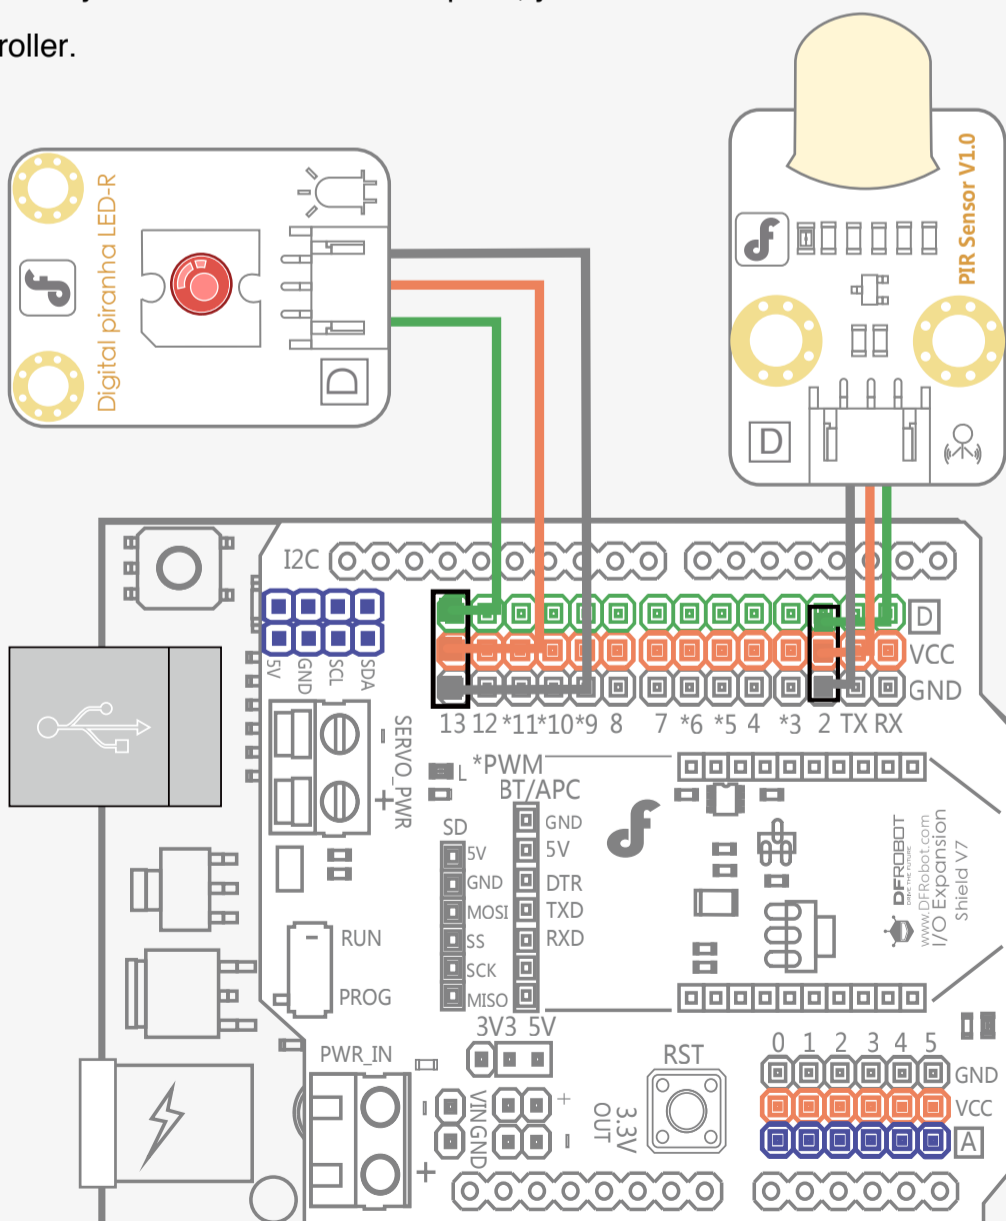 roller.
Digital piranha LED-R
D
PIR Sensor V1.0
D
I2C
D
VCC
GND
5V
GND
SCL
SDA
13 12 *11 *10 *9 8 7 *6 *5 4 *3 2 TX RX
SERVO_PWR
-
+
L
*PWM
BT/APC
GND
5V
DTR
TXD
RXD
SD
5V
GND
MOSI
SS
SCK
MISO
RUN
PROG
DFROBOT
DRIVE THE FUTURE
www.DFRobot.com
I/O Expansion
Shield V7
3V3 5V
PWR_IN
-
+
VIN
GND
+
-
3.3V
OUT
RST
0 1 2 3 4 5
GND
VCC
A